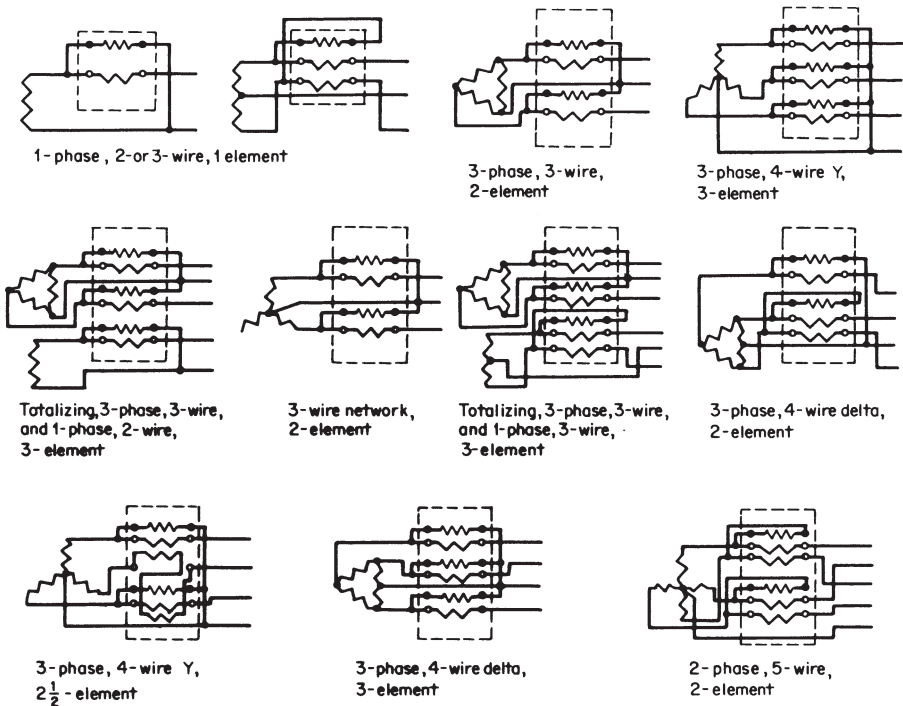 1-phase, 2-or 3-wire, 1 element
3-phase, 3-wire,
2-element
3-phase, 4-wire Y,
3-element
Totalizing, 3-phase, 3-wire,
and 1-phase, 2-wire,
3-element
3-wire network,
2-element
Totalizing, 3-phase, 3-wire,
and 1-phase, 3-wire,
3-element
3-phase, 4-wire delta,
2-element
3-phase, 4-wire Y,
2 1/2-element
3-phase, 4-wire delta,
3-element
2-phase, 5-wire,
2-element